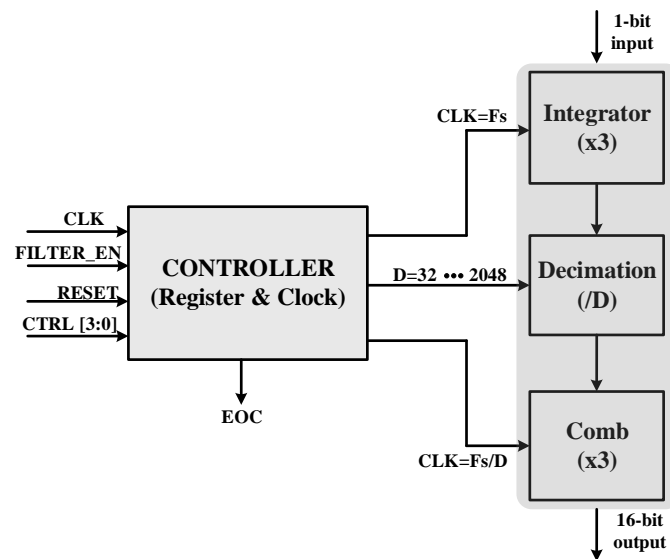 1-bit
input
Integrator
(x3)
CLK=Fs
CLK
FILTER_EN
RESET
CTRL [3:0]
CONTROLLER
(Register & Clock)
D=32 ••• 2048
Decimation
(/D)
EOC
CLK=Fs/D
Comb
(x3)
16-bit
output